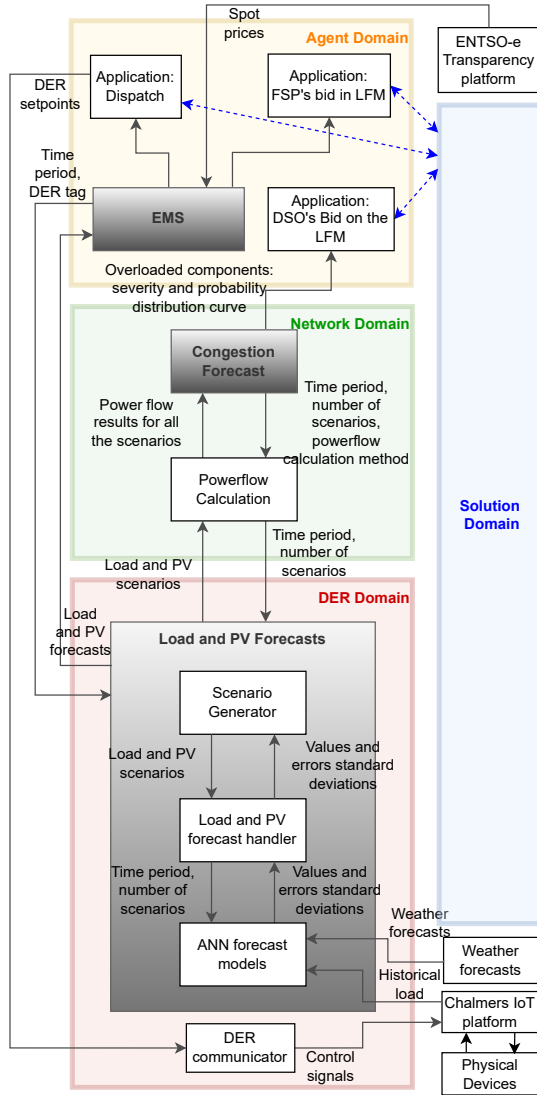 Spot
prices
Agent Domain
ENTSO-e
Transparency
platform
DER
setpoints
Application:
Dispatch
Application:
FSP's bid in LFM
Time
period,
DER tag
EMS
Application:
DSO's Bid on the
LFM
Overloaded components:
severity and probability
distribution curve
Network Domain
Congestion
Forecast
Power flow
results for all
the scenarios
Time period,
number of
scenarios,
powerflow
calculation method
Powerflow
Calculation
Solution
Domain
Load and PV
scenarios
Time period,
number of
scenarios
DER Domain
Load
and PV
forecasts
Load and PV Forecasts
Scenario
Generator
Load and PV
scenarios
Values and
errors standard
deviations
Load and PV
forecast handler
Time period,
number of
scenarios
Values and
errors standard
deviations
Weather
forecasts
ANN forecast
models
Weather
forecasts
Historical
load
Chalmers IoT
platform
DER
communicator
Control
signals
Physical
Devices